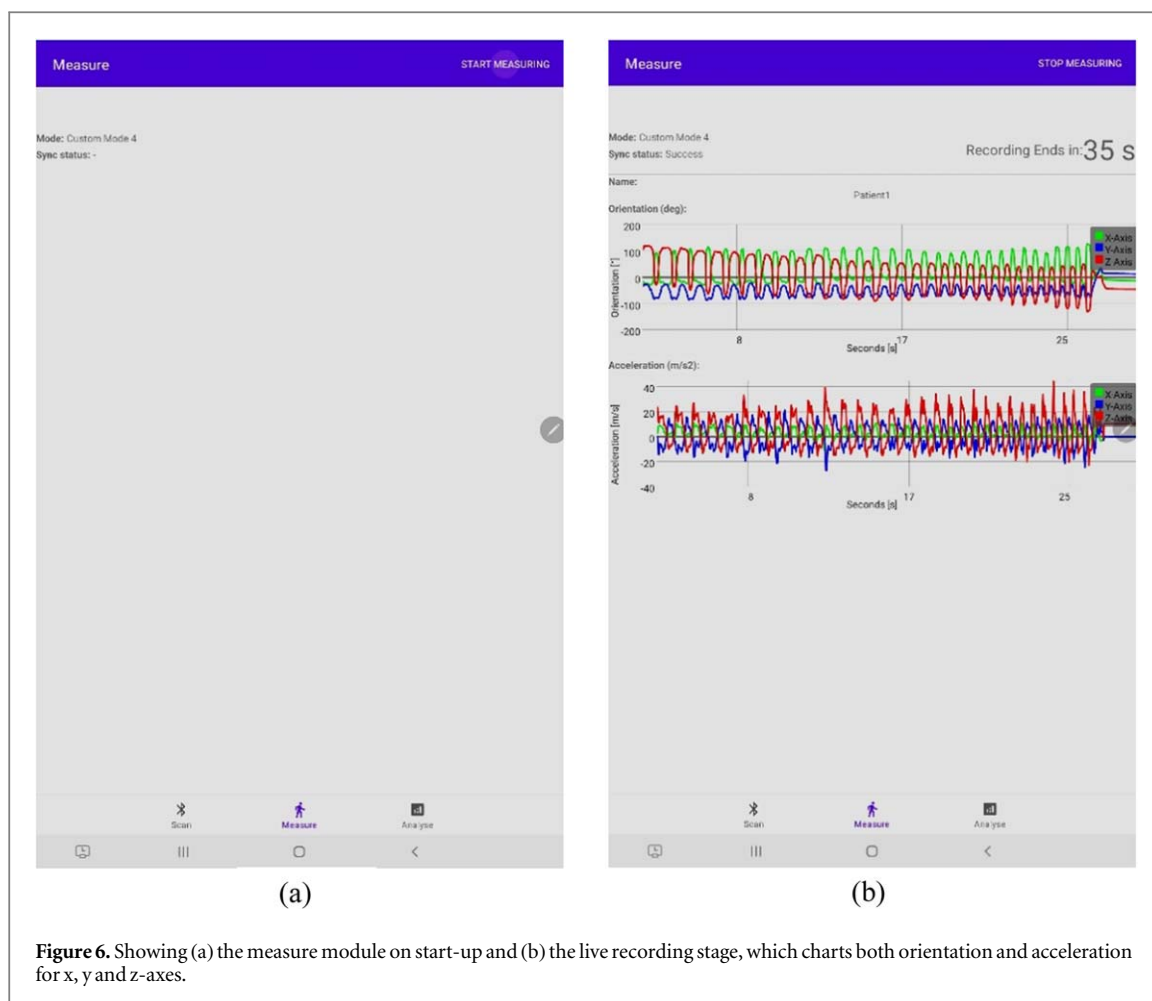 Measure
START MEASURING
Mode: Custom Mode 4
Sync status: -
Scan
Measure
Analyse
(a)
Measure
STOP MEASURING
Mode: Custom Mode 4
Sync status: Success
Recording Ends in:35 s
Name:
Patient1
Orientation (deg):
200
100
0
-100
-200
Orientation [°]
8
17
25
Seconds [s]
X-Axis
Y-Axis
Z Axis
Acceleration (m/s2):
40
20
0
-20
-40
Acceleration [m/s]
8
17
25
Seconds [s]
X Axis
Y-Axis
Z-Axis
Scan
Measure
Analyse
(b)
Figure 6. Showing (a) the measure module on start-up and (b) the live recording stage, which charts both orientation and acceleration
for x, y and z-axes.